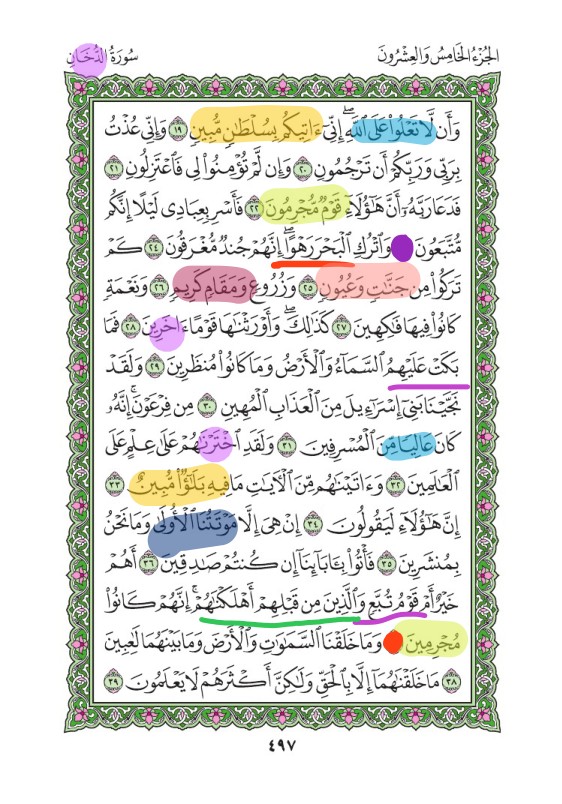 الجُزْءُ الخَامِسُ وَالعِشْرُونَ
سُورَةُ الدُّخَانِ
وَأَن لَّا تَعْلُوا۟ عَلَى ٱللَّهِ ۖ إِنِّىٓ ءَاتِيكُم بِسُلْطَٰنٍ مُّبِينٍ ١٩ وَإِنِّى عُذْتُ
بِرَبِّى وَرَبِّكُمْ أَن تَرْجُمُونِ ٢٠ وَإِن لَّمْ تُؤْمِنُوا۟ لِى فَٱعْتَزِلُونِ ٢١
فَدَعَا رَبَّهُۥٓ أَنَّ هَٰٓؤُلَآءِ قَوْمٌ مُّجْرِمُونَ ٢٢ فَأَسْرِ بِعِبَادِى لَيْلًا إِنَّكُم
مُّتَّبَعُونَ وَٱتْرُكِ ٱلْبَحْرَ رَهْوًا ۖ إِنَّهُمْ جُندٌ مُّغْرَقُونَ ٢٤ كَمْ
تَرَكُوا۟ مِن جَنَّٰتٍ وَعُيُونٍ ٢٥ وَزُرُوعٍ وَمَقَامٍ كَرِيمٍ ٢٦ وَنَعْمَةٍ
كَانُوا۟ فِيهَا فَٰكِهِينَ ٢٧ كَذَٰلِكَ ۖ وَأَوْرَثْنَٰهَا قَوْمًا ءَاخَرِينَ ٢٨ فَمَا
بَكَتْ عَلَيْهِمُ ٱلسَّمَآءُ وَٱلْأَرْضُ وَمَا كَانُوا۟ مُنظَرِينَ ٢٩ وَلَقَدْ
نَجَّيْنَا بَنِىٓ إِسْرَٰٓءِيلَ مِنَ ٱلْعَذَابِ ٱلْمُهِينِ ٣٠ مِن فِرْعَوْنَ ۚ إِنَّهُۥ
كَانَ عَالِيًا مِّنَ ٱلْمُسْرِفِينَ ٣١ وَلَقَدِ ٱخْتَرْنَٰهُمْ عَلَىٰ عِلْمٍ عَلَى
ٱلْعَٰلَمِينَ ٣٢ وَءَاتَيْنَٰهُم مِّنَ ٱلْءَايَٰتِ مَا فِيهِ بَلَٰٓؤٌا۟ مُّبِينٌ ٣٣
إِنَّ هَٰٓؤُلَآءِ لَيَقُولُونَ ٣٤ إِنْ هِىَ إِلَّا مَوْتَتُنَا ٱلْأُولَىٰ وَمَا نَحْنُ
بِمُنشَرِينَ ٣٥ فَأْتُوا۟ بِـَٔابَآئِنَآ إِن كُنتُمْ صَٰدِقِينَ ٣٦ أَهُمْ
خَيْرٌ أَمْ قَوْمُ تُبَّعٍ وَٱلَّذِينَ مِن قَبْلِهِمْ ۚ أَهْلَكْنَٰهُمْ ۖ إِنَّهُمْ كَانُوا۟
مُجْرِمِينَ وَمَا خَلَقْنَا ٱلسَّمَٰوَٰتِ وَٱلْأَرْضَ وَمَا بَيْنَهُمَا لَٰعِبِينَ
٣٨ مَا خَلَقْنَٰهُمَآ إِلَّا بِٱلْحَقِّ وَلَٰكِنَّ أَكْثَرَهُمْ لَا يَعْلَمُونَ ٣٩
٤٩٧